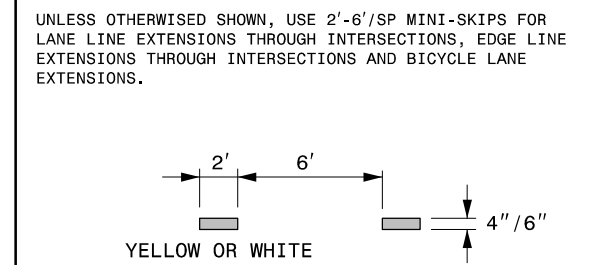 UNLESS OTHERWISED SHOWN, USE 2'-6'/SP MINI-SKIPS FOR
LANE LINE EXTENSIONS THROUGH INTERSECTIONS, EDGE LINE
EXTENSIONS THROUGH INTERSECTIONS AND BICYCLE LANE
EXTENSIONS.
2' 6'
4"/6"
YELLOW OR WHITE